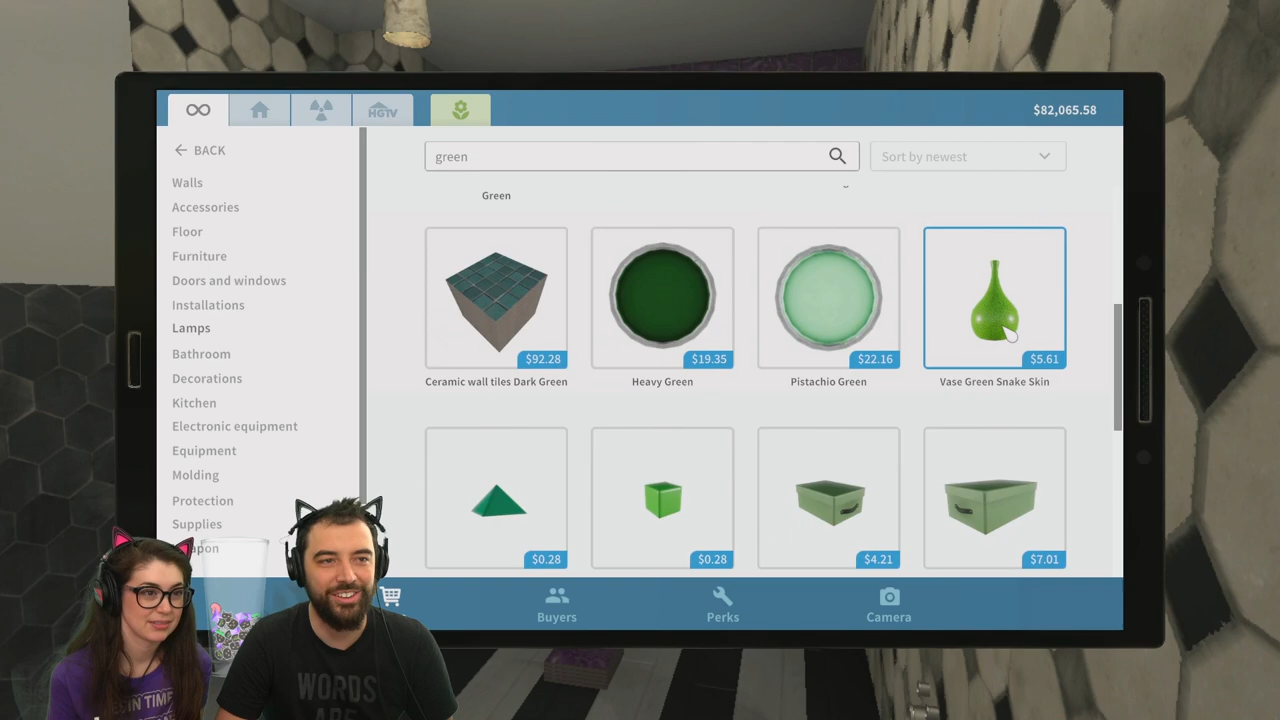 HGTV
$82,065.58
BACK
green
Sort by newest
Walls
Accessories
Floor
Furniture
Doors and windows
Installations
Lamps
Bathroom
Decorations
Kitchen
Electronic equipment
Equipment
Molding
Protection
Supplies
Green
$92.28
$19.35
$22.16
$5.61
Ceramic wall tiles Dark Green
Heavy Green
Pistachio Green
Vase Green Snake Skin
$0.28
$0.28
$4.21
$7.01
Buyers
Perks
Camera
WORDS
ARE